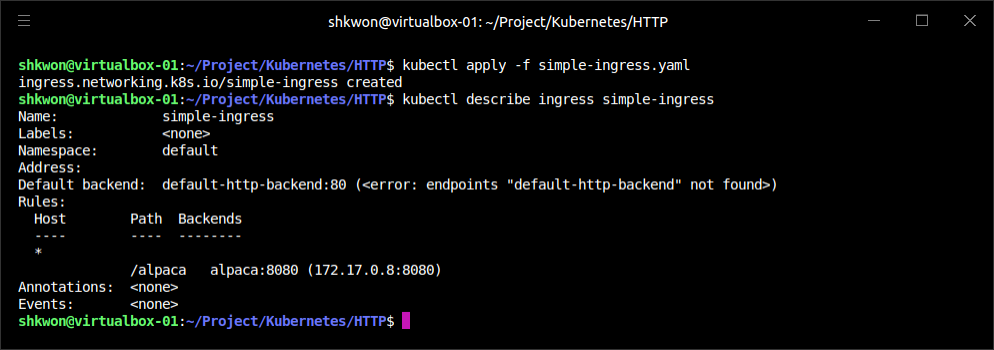 shkwon@virtualbox-01: ~/Project/Kubernetes/HTTP
shkwon@virtualbox-01:~/Project/Kubernetes/HTTP$ kubectl apply -f simple-ingress.yaml
ingress.networking.k8s.io/simple-ingress created
shkwon@virtualbox-01:~/Project/Kubernetes/HTTP$ kubectl describe ingress simple-ingress
Name:             simple-ingress
Labels:           <none>
Namespace:        default
Address:
Default backend:  default-http-backend:80 (<error: endpoints "default-http-backend" not found>)
Rules:
  Host        Path  Backends
  ----        ----  --------
  *
              /alpaca   alpaca:8080 (172.17.0.8:8080)
Annotations:  <none>
Events:       <none>
shkwon@virtualbox-01:~/Project/Kubernetes/HTTP$